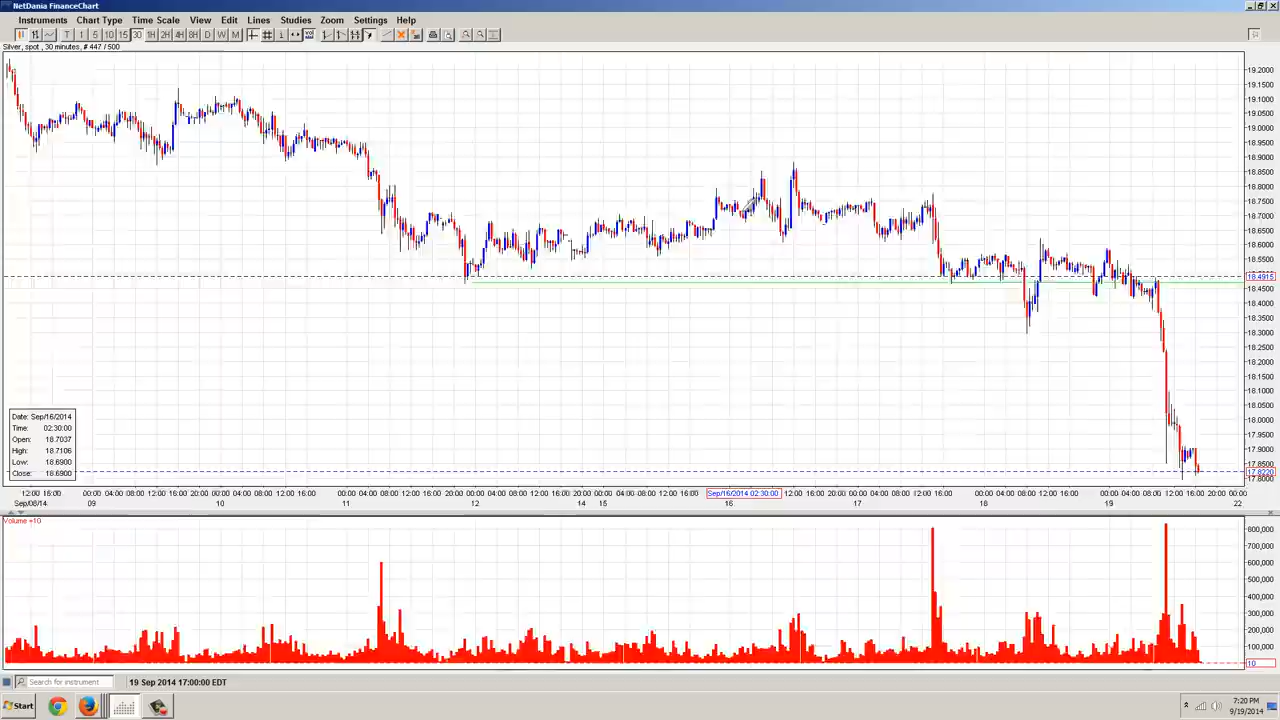 NetDania FinanceChart
Instruments Chart Type Time Scale View Edit Lines Studies Zoom Settings Help
T 1 5 10 15 30 1H 2H 4H 8H D W M
Silver, spot , 30 minutes, # 447 / 500
19.2000
19.1500
19.1000
19.0500
19.0000
18.9500
18.9000
18.8500
18.8000
18.7500
18.7000
18.6500
18.6000
18.5500
18.4915
18.4500
18.4000
18.3500
18.3000
18.2500
18.2000
18.1500
18.1000
18.0500
18.0000
17.9500
17.9000
17.8500
17.8220
17.8000
Date: Sep/16/2014
Time: 02:30:00
Open: 18.7037
High: 18.7106
Low: 18.6900
Close: 18.6900
12:00 16:00 00:00 04:00 08:00 12:00 16:00 00:00 04:00 08:00 12:00 16:00 00:00 04:00 08:00 12:00 16:00 00:00 04:00 08:00 12:00 16:00 20:00 00:00 04:00 08:00 12:00 16:00 Sep/16/2014 02:30:00 12:00 16:00 20:00 00:00 04:00 08:00 12:00 16:00 00:00 04:00 08:00 12:00 16:00 00:00 04:00 08:00 12:00 16:00 20:00 00:00
Sep/08/14 09 10 11 12 14 15 16 17 18 19 22
Volume =10
800,000
700,000
600,000
500,000
400,000
300,000
200,000
100,000
10
Search for instrument 19 Sep 2014 17:00:00 EDT
Start
7:20 PM
9/19/2014